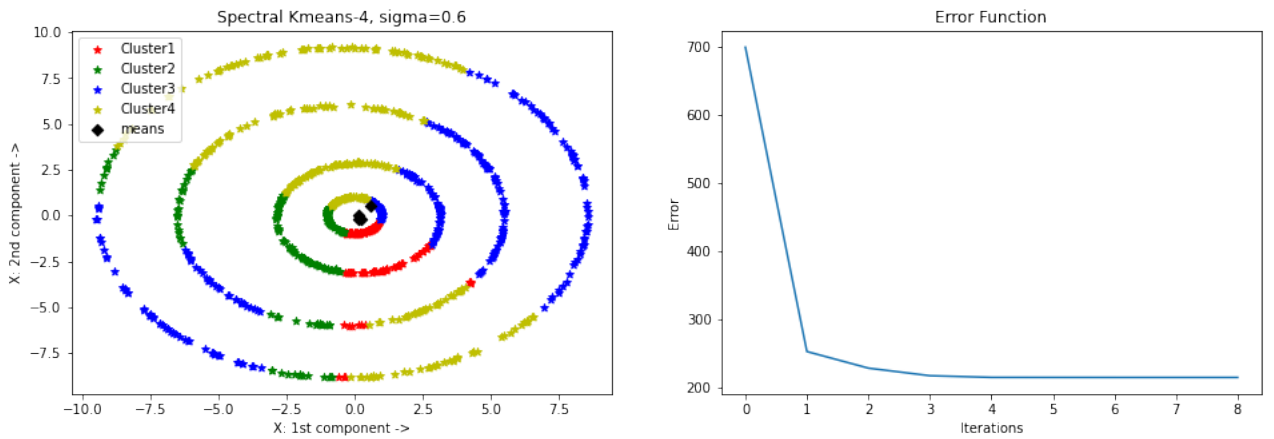 Spectral Kmeans-4, sigma=0.6
Cluster1
Cluster2
Cluster3
Cluster4
means
10.0
7.5
5.0
2.5
0.0
−2.5
−5.0
−7.5
X: 2nd component ->
−10.0 −7.5 −5.0 −2.5 0.0 2.5 5.0 7.5
X: 1st component ->
Error Function
700
600
500
400
300
200
Error
0 1 2 3 4 5 6 7 8
Iterations